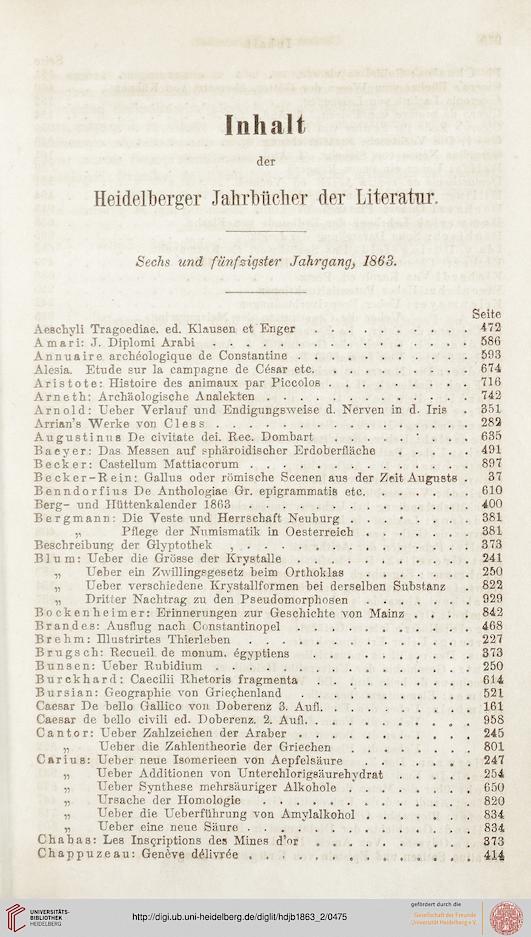 Inhalt
der
Heidelberger Jahrbücher der Literatur.
Sechs und fünfzigster Jahrgang, 1863.
Seite
Aeschyli Tragoediae. ed. Klausen et Enger . . . . . . . . . . 472
Amari: J. Diplomi Arabi . . . . . . . . . . . . . . . . 586
Annuaire archéologique de Constantine . . . . . . . . . . . 593
Alesia. Etude sur la campagne de César etc. . . . . . . . . . 674
Aristote: Histoire des animaux par Piccolos . . . . . . . . . 716
Arneth: Archäologische Analekten . . . . . . . . . . . . . 742
Arnold: Ueber Verlauf und Endigungsweise d. Nerven in d. Iris . 351
Arrian's Werke von Cless . . . . . . . . . . . . . . . . 282
Augustinus De civitate dei. Rec. Dombart . . . . . . . . . 635
Baeyer: Das Messen auf sphäroidischer Erdoberfläche . . . . . 491
Becker: Castellum Mattiacorum . . . . . . . . . . . . . . 897
Becker-Rein: Gallus oder römische Scenen aus der Zeit Augusts . 37
Benndorfius De Anthologiae Gr. epigrammatis etc. . . . . . . 610
Berg- und Hüttenkalender 1863 . . . . . . . . . . . . . . 400
Bergmann: Die Veste und Herrschaft Neuburg . . . . . . . . 381
„ Pflege der Numismatik in Oesterreich . . . . . . . 381
Beschreibung der Glyptothek , . . . . . . . . . . . . . . 373
Blum: Ueber die Grösse der Krystalle . . . . . . . . . . . 241
„ Ueber ein Zwillingsgesetz beim Orthoklas . . . . . . . 250
„ Ueber verschiedene Krystallformen bei derselben Substanz . 822
„ Dritter Nachtrag zu den Pseudomorphosen . . . . . . . 929
Bockenheimer: Erinnerungen zur Geschichte von Mainz . . . . 842
Brandes: Ausflug nach Constantinopel . . . . . . . . . . . 468
Brehm: Illustrirtes Thierleben . . . . . . . . . . . . . . 227
Brugsch: Recueil de monum. égyptiens . . . . . . . . . . . 373
Bunsen: Ueber Rubidium . . . . . . . . . . . . . . . . 250
Burckhard: Caecilii Rhetoris fragmenta . . . . . . . . . . 614
Bursian: Geographie von Griechenland . . . . . . . . . . . 521
Caesar De bello Gallico von Doberenz 3. Aufl. . . . . . . . . 161
Caesar de bello civili ed. Doberenz. 2. Aufl. . . . . . . . . . 958
Cantor: Ueber Zahlzeichen der Araber . . . . . . . . . . . 245
„ Ueber die Zahlentheorie der Griechen . . . . . . . . 801
Carius: Ueber neue Isomerieen von Aepfelsäure . . . . . . . 247
„ Ueber Additionen von Unterchlorigsäurehydrat . . . . . 254
„ Ueber Synthese mehrsäuriger Alkohole . . . . . . . . 650
„ Ursache der Homologie . . . . . . . . . . . . . 820
„ Ueber die Ueberführung von Amylalkohol . . . . . . . 834
„ Ueber eine neue Säure . . . . . . . . . . . . . . 834
Chabas: Les Inscriptions des Mines d'or . . . . . . . . . . 373
Chappuzeau: Genève délivrée . . . . . . . . . . . . . . 414
UNIVERSITÄTS-
BIBLIOTHEK
HEIDELBERG
http://digi.ub.uni-heidelberg.de/diglit/hdjb1863_2/0475
gefördert durch die
Gesellschaft der Freunde
Universität Heidelberg e.V.